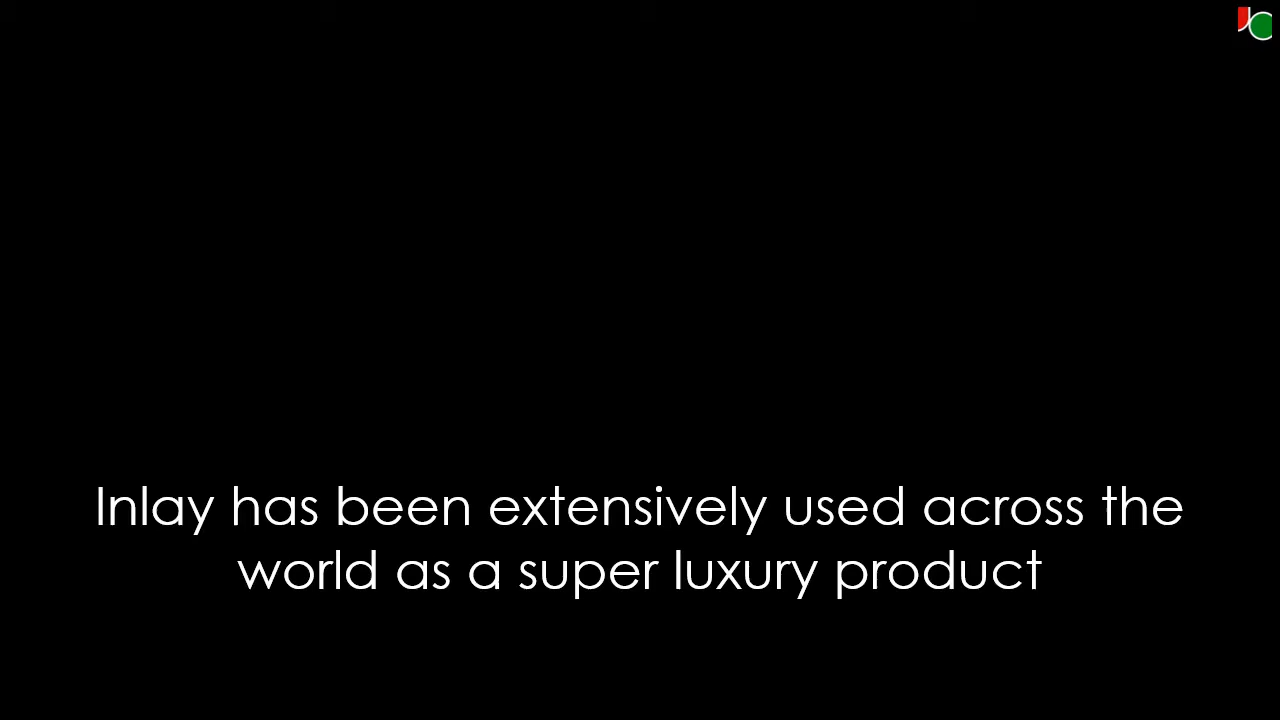 Inlay has been extensively used across the
world as a super luxury product